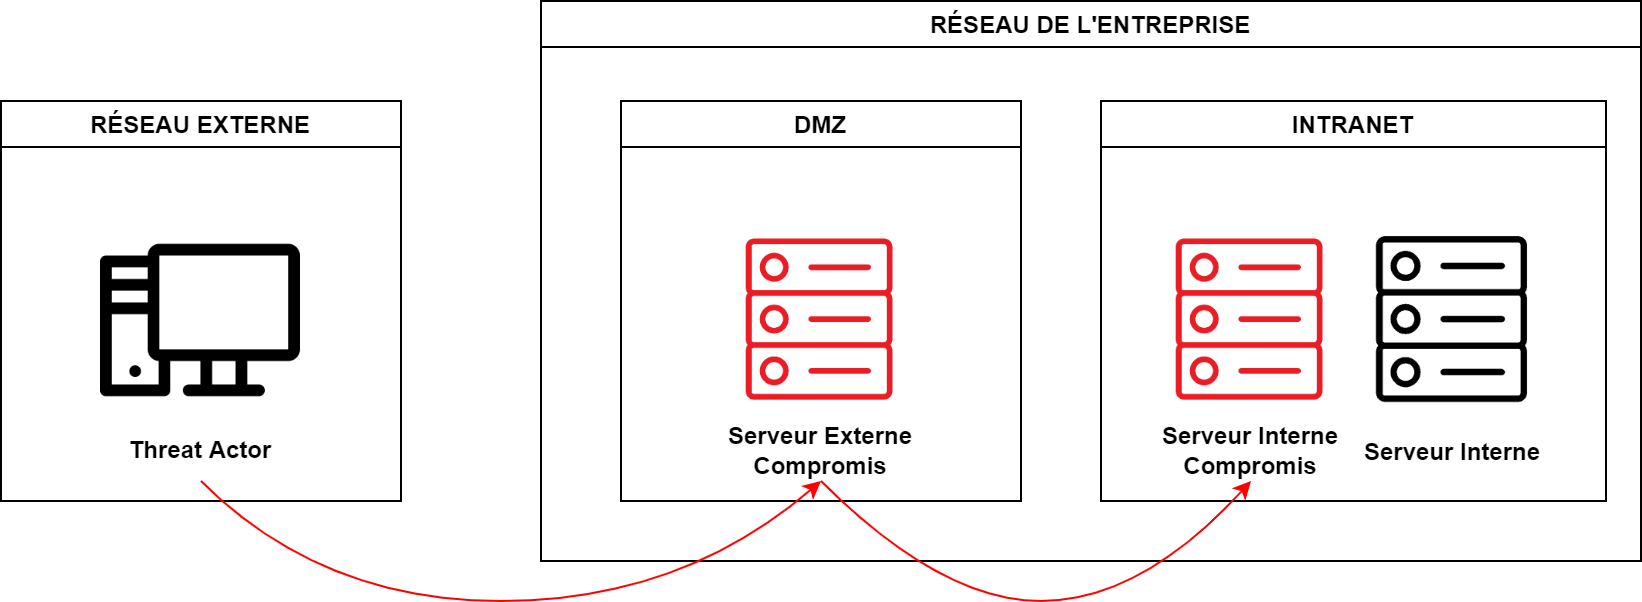 RÉSEAU DE L'ENTREPRISE
RÉSEAU EXTERNE
DMZ
INTRANET
Threat Actor
Serveur Externe
Compromis
Serveur Interne
Compromis
Serveur Interne